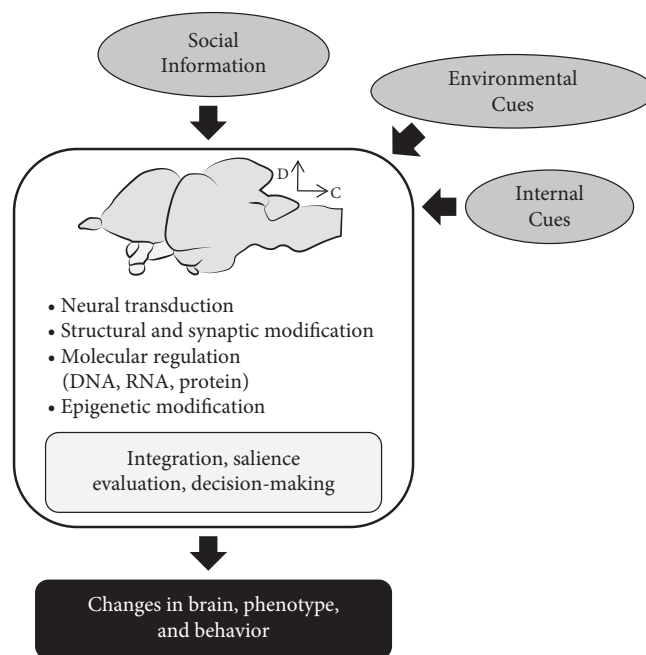 Social
Information
Environmental
Cues
D
C
Internal
Cues
• Neural transduction
• Structural and synaptic modification
• Molecular regulation
(DNA, RNA, protein)
• Epigenetic modification
Integration, salience
evaluation, decision-making
Changes in brain, phenotype,
and behavior